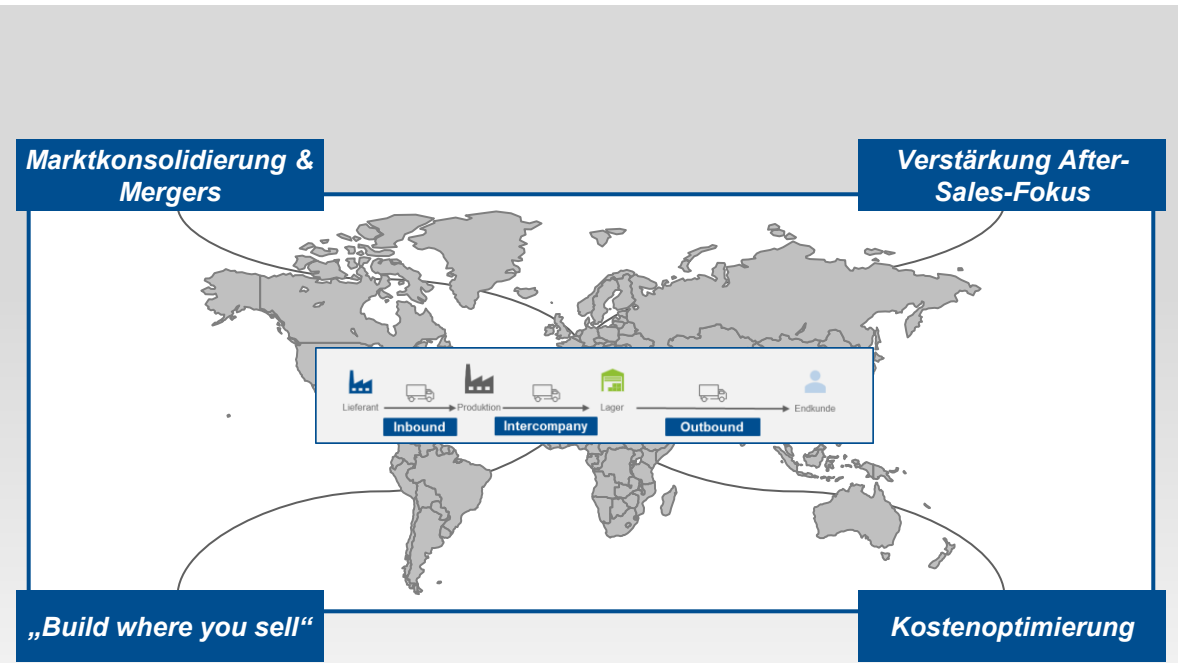 Marktkonsolidierung &
Mergers
Verstärkung After-
Sales-Fokus
Lieferant
Produktion
Lager
Endkunde
Inbound
Intercompany
Outbound
„Build where you sell“
Kostenoptimierung